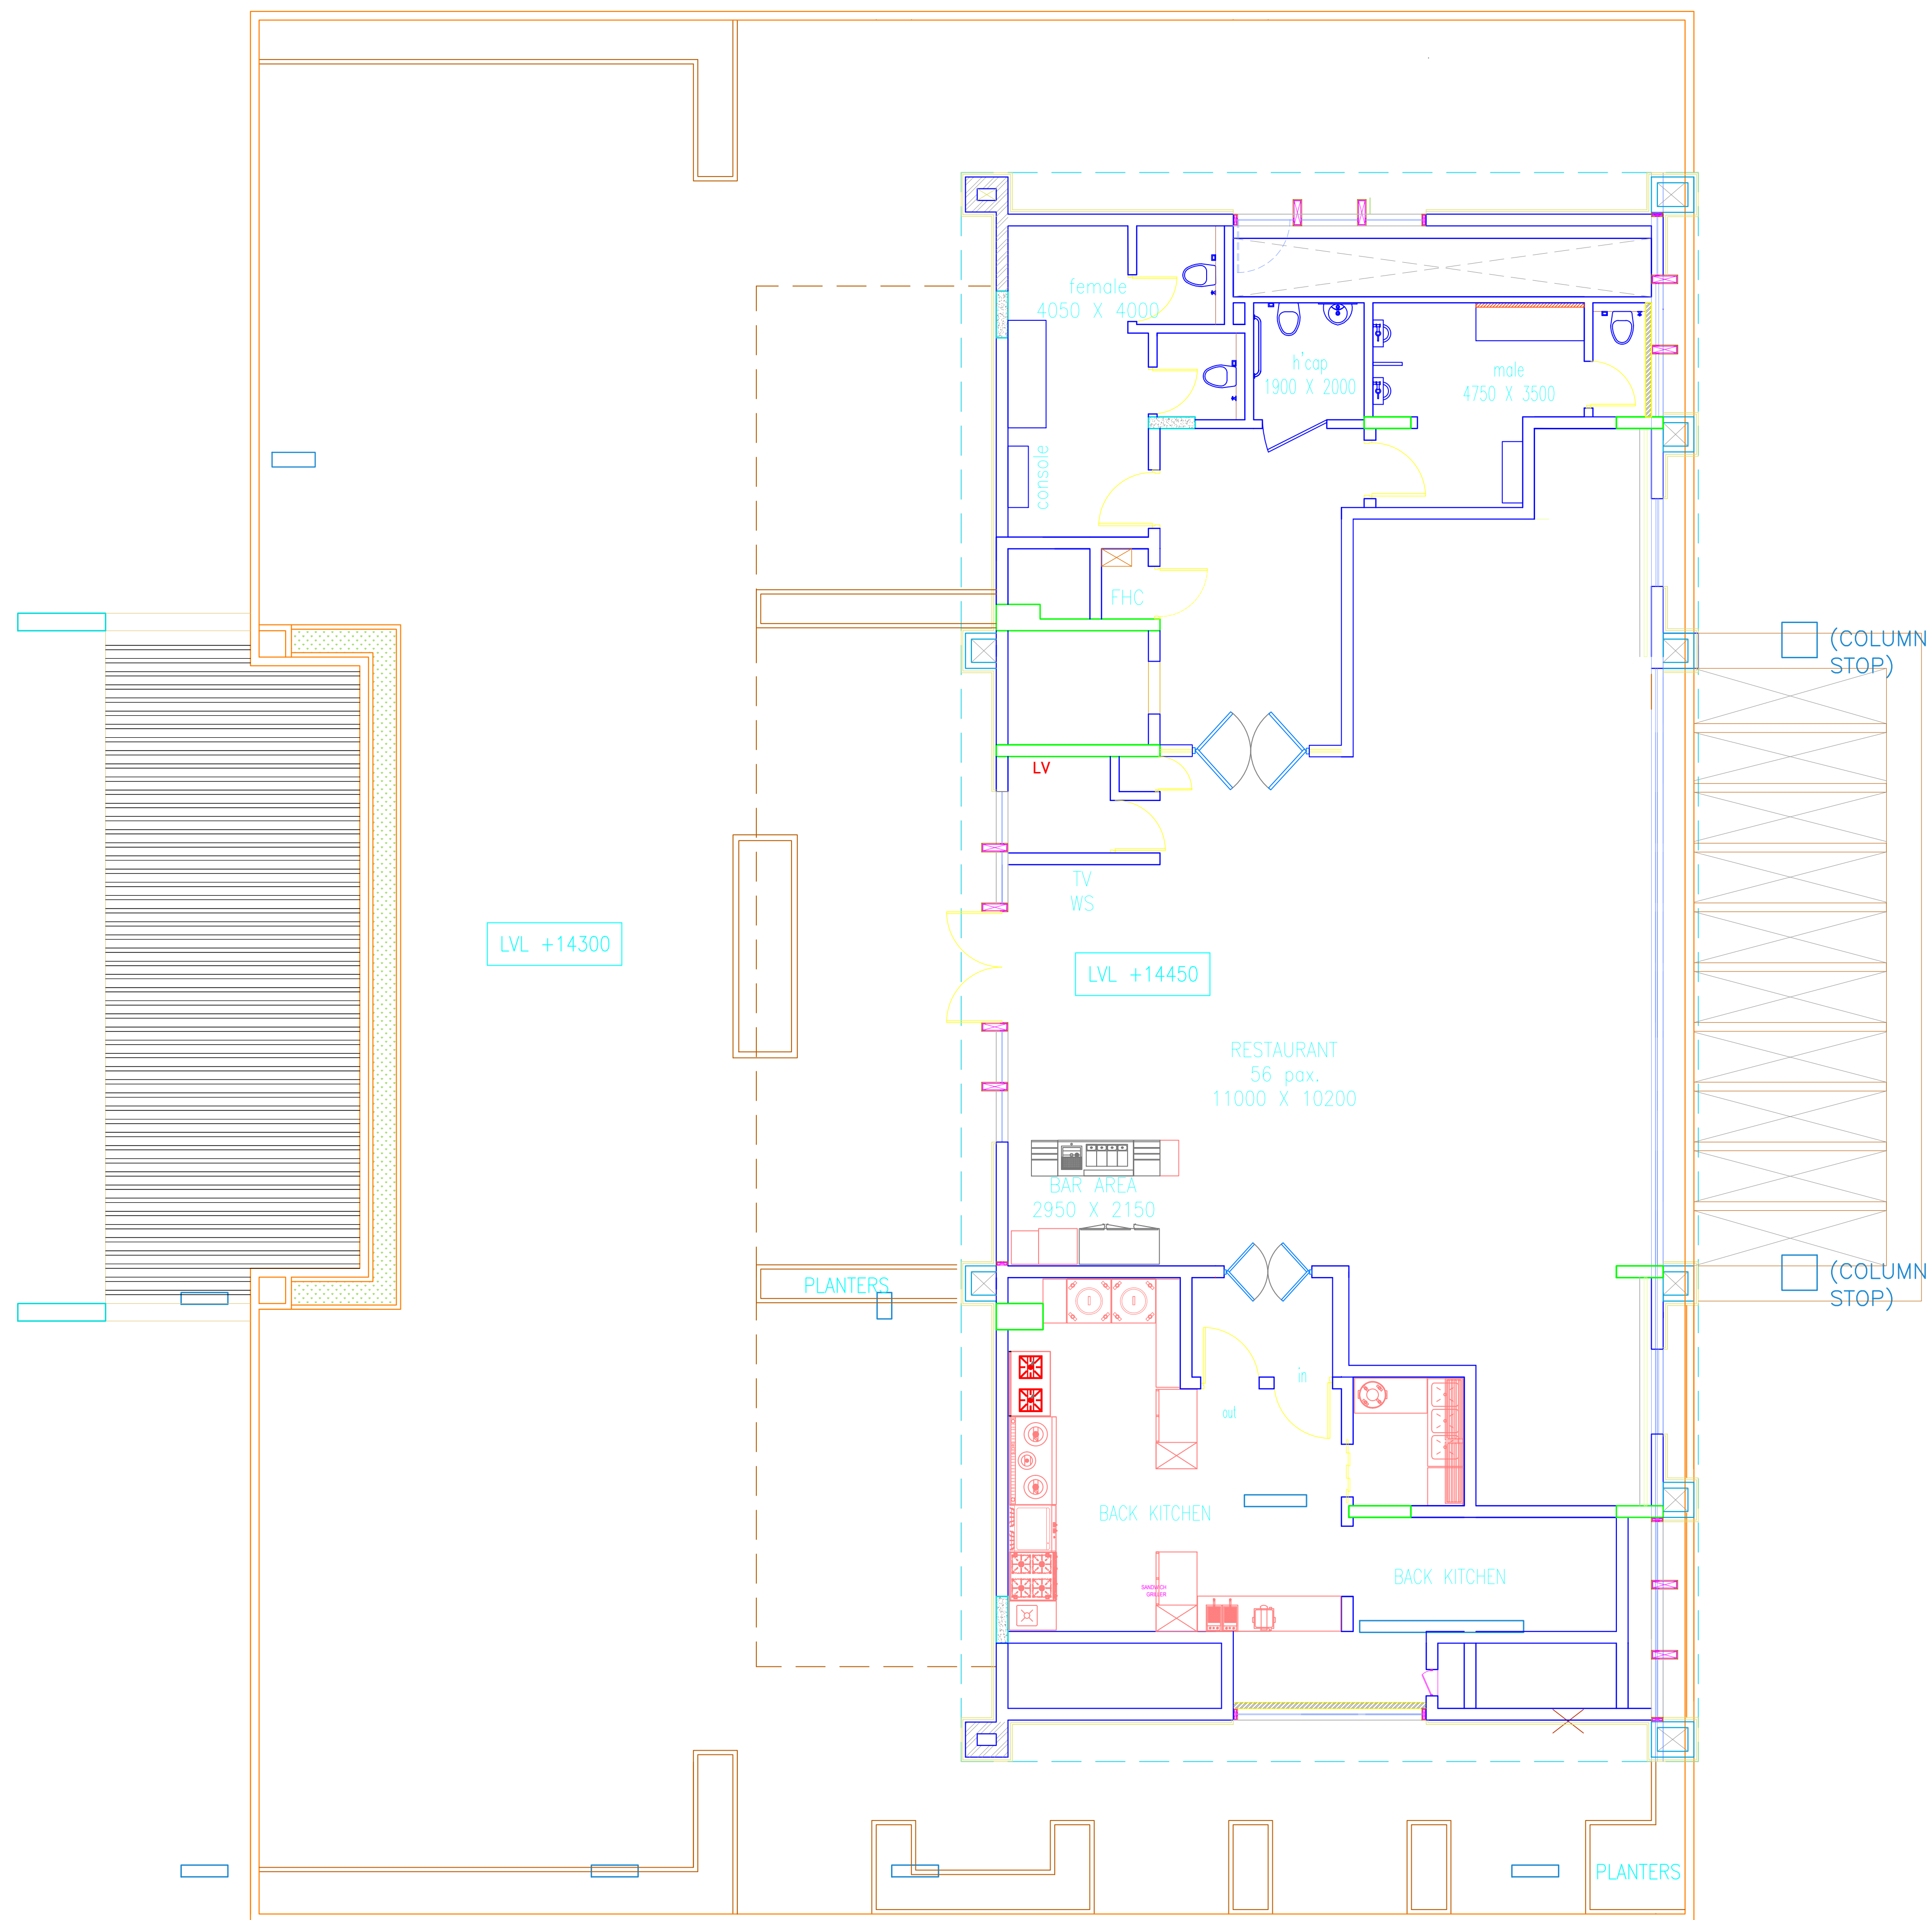 female
4050 X 4000
h'cap
1900 X 2000
male
4750 X 3500
console
FHC
(COLUMN
STOP)
LV
TV
WS
LVL +14300
LVL +14450
RESTAURANT
56 pax.
11000 X 10200
BAR AREA
2950 X 2150
PLANTERS
(COLUMN
STOP)
in
out
BACK KITCHEN
BACK KITCHEN
SANDWICH
GRILLER
PLANTERS